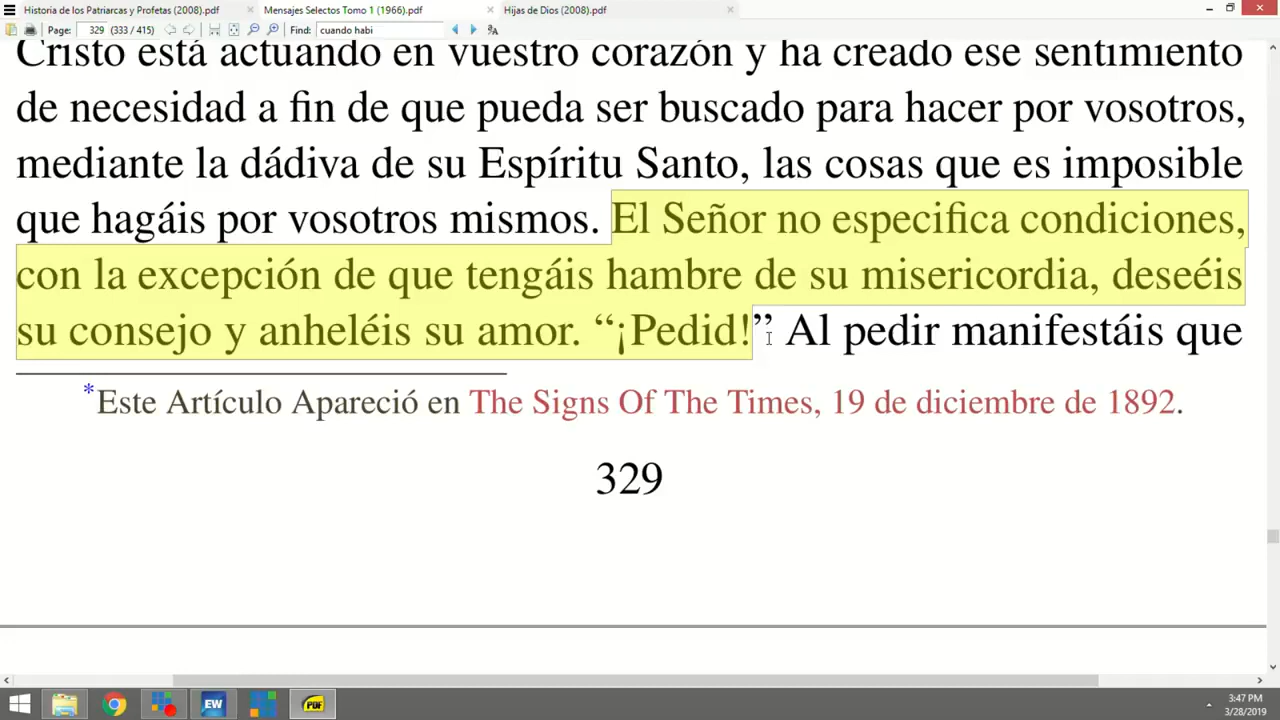 Historia de los Patriarcas y Profetas (2008).pdf
Mensajes Selectos Tomo 1 (1966).pdf
Hijas de Dios (2008).pdf
Page: 329 (333 / 415) Find: cuando habi
Cristo está actuando en vuestro corazón y ha creado ese sentimiento
de necesidad a fin de que pueda ser buscado para hacer por vosotros,
mediante la dádiva de su Espíritu Santo, las cosas que es imposible
que hagáis por vosotros mismos. El Señor no especifica condiciones,
con la excepción de que tengáis hambre de su misericordia, deseéis
su consejo y anheléis su amor. “¡Pedid!” Al pedir manifestáis que
*Este Artículo Apareció en The Signs Of The Times, 19 de diciembre de 1892.
329
EW
PDF
3:47 PM
3/28/2019